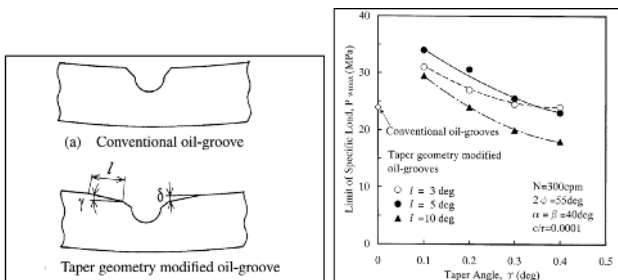 (a) Conventional oil-groove
l
γ
δ
Taper geometry modified oil-groove
Limit of Specific Load, P wmax (MPa)
40
30
20
10
0
Conventional oil-grooves
Taper geometry modified
oil-grooves
l = 3 deg
l = 5 deg
l = 10 deg
N=300cpm
2ϕ=55deg
α = β =40deg
c/r=0.0001
0 0.1 0.2 0.3 0.4 0.5
Taper Angle, τ (deg)